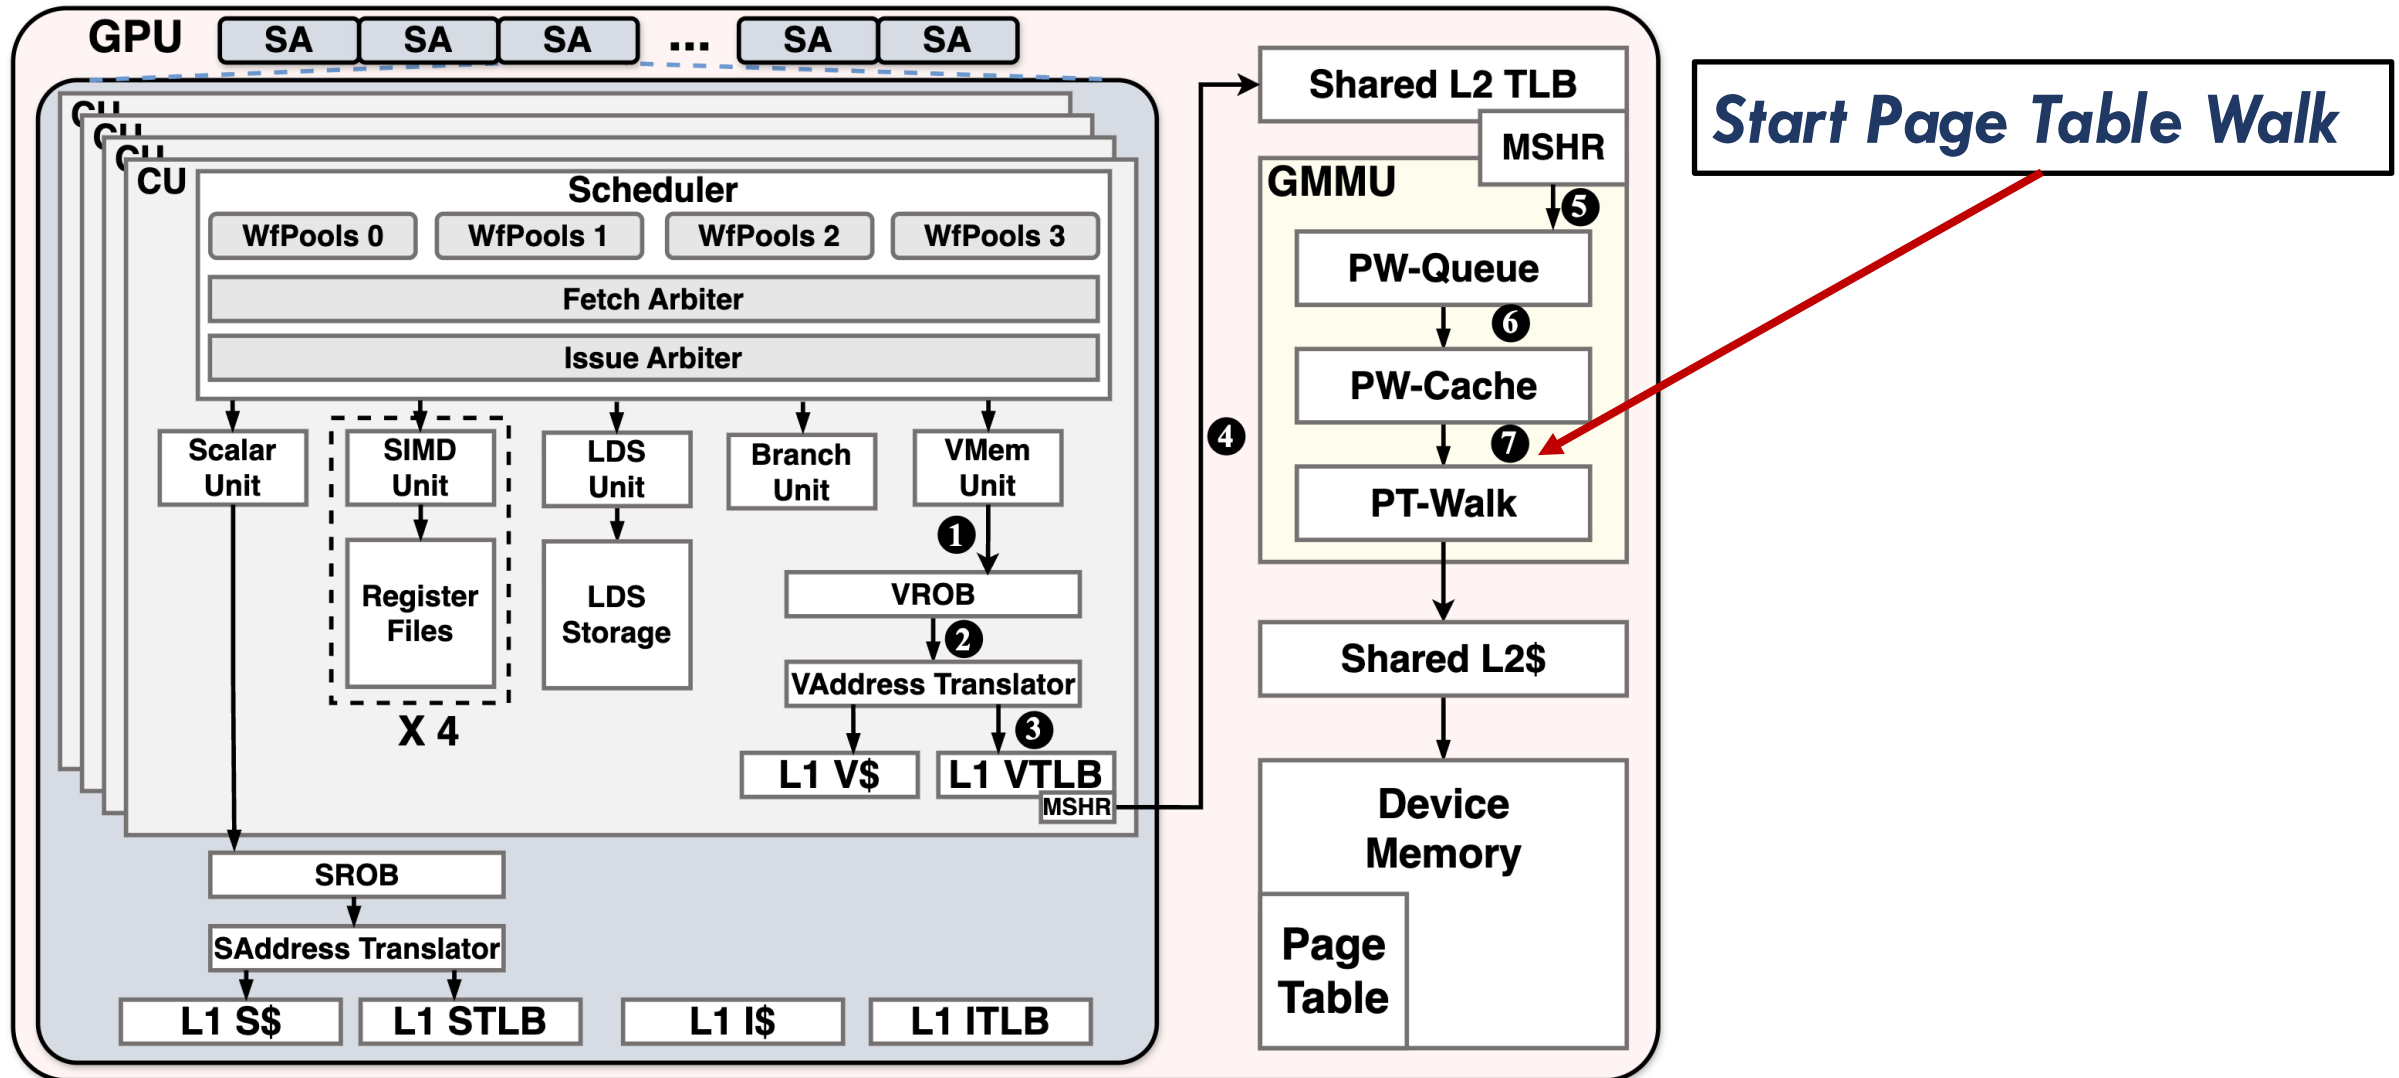 GPU
SA SA SA ... SA SA
CU
CU
CU
CU
Scheduler
WfPools 0 WfPools 1 WfPools 2 WfPools 3
Fetch Arbiter
Issue Arbiter
Scalar
Unit
SIMD
Unit
LDS
Unit
Branch
Unit
VMem
Unit
Register
Files
X 4
LDS
Storage
1
VROB
2
VAddress Translator
3
L1 V$
L1 VTLB
MSHR
SROB
SAddress Translator
L1 S$ L1 STLB L1 I$ L1 ITLB
4
Shared L2 TLB
MSHR
GMMU
5
PW-Queue
6
PW-Cache
7
PT-Walk
Shared L2$
Device
Memory
Page
Table
Start Page Table Walk